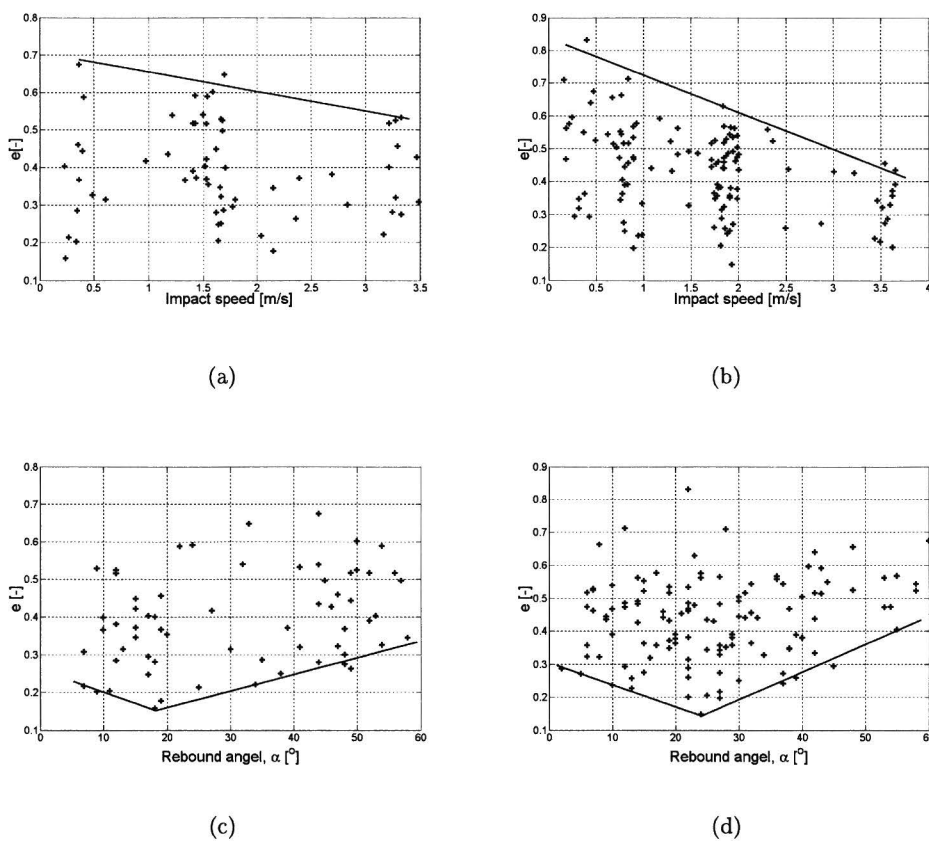 0.8
0.7
0.6
0.5
0.4
0.3
0.2
0.1
e[-]
0 0.5 1 1.5 2 2.5 3 3.5
Impact speed [m/s]
(a)
0.9
0.8
0.7
0.6
0.5
0.4
0.3
0.2
0.1
e[-]
0 0.5 1 1.5 2 2.5 3 3.5 4
Impact speed [m/s]
(b)
0.8
0.7
0.6
0.5
0.4
0.3
0.2
0.1
e [-]
0 10 20 30 40 50 60
Rebound angel, α [°]
(c)
0.9
0.8
0.7
0.6
0.5
0.4
0.3
0.2
0.1
e [-]
0 10 20 30 40 50 60
Rebound angel, α [°]
(d)